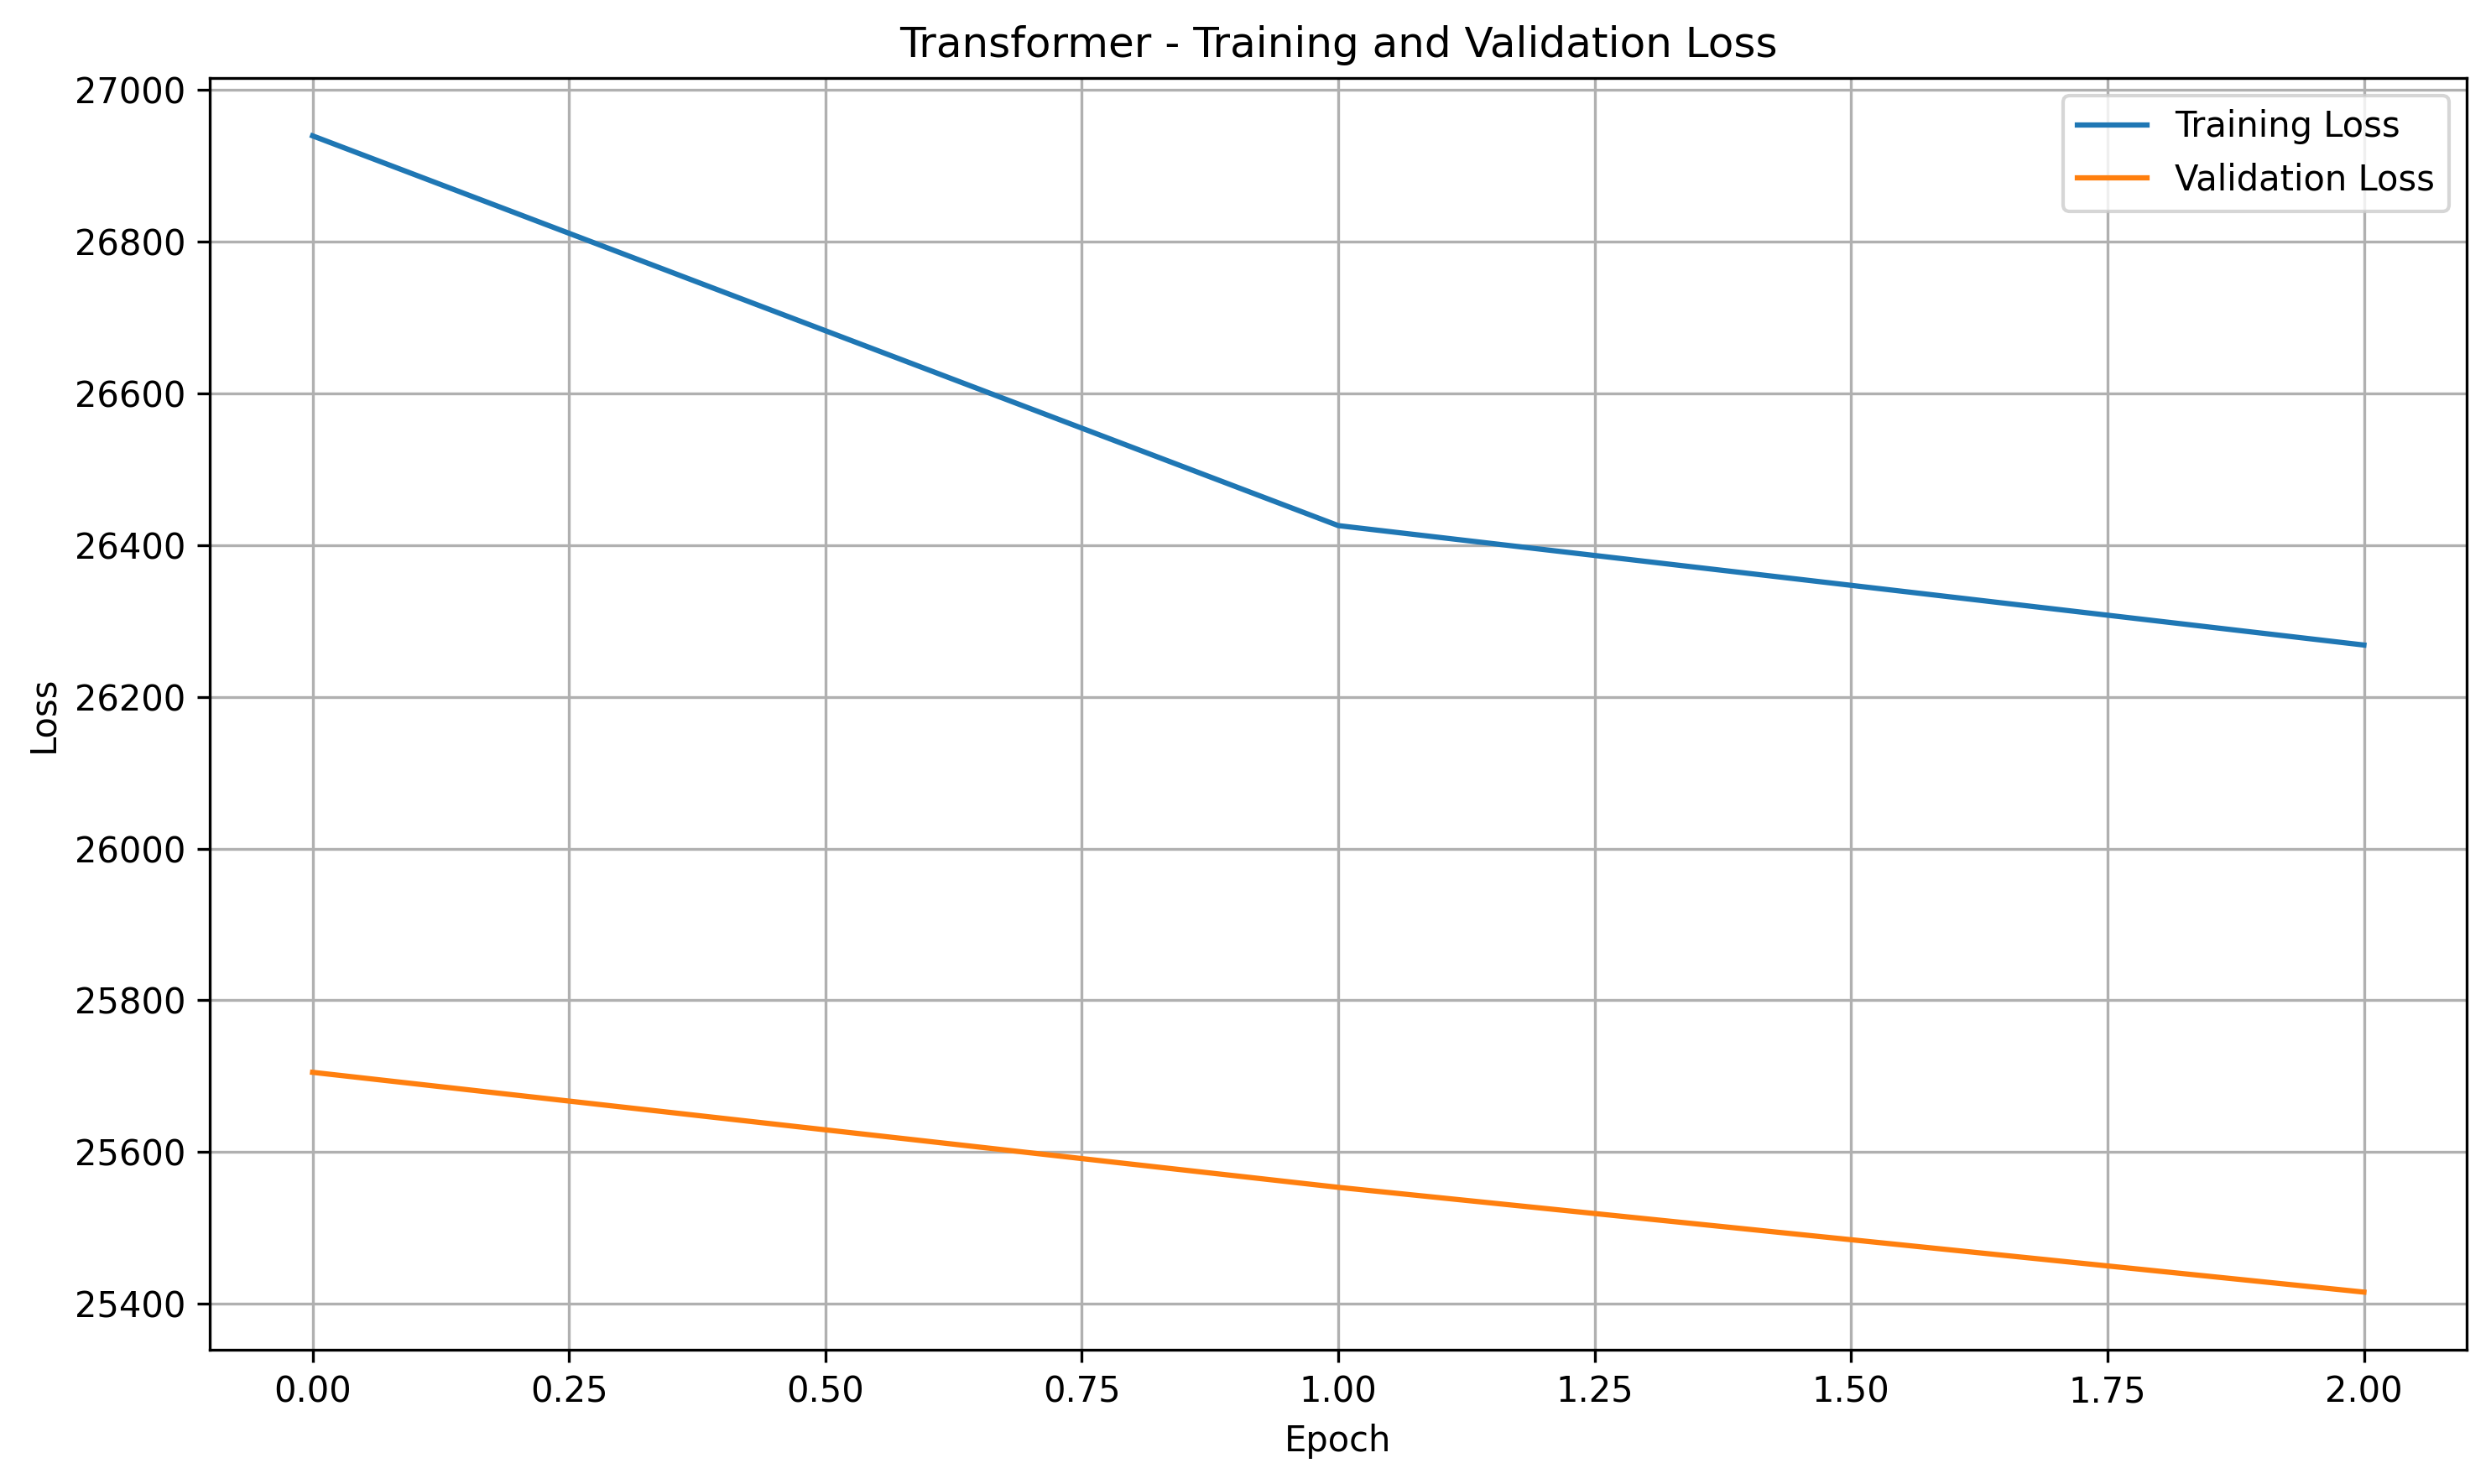 Transformer - Training and Validation Loss
27000
26800
26600
26400
26200
26000
25800
25600
25400
Loss
Training Loss
Validation Loss
0.00 0.25 0.50 0.75 1.00 1.25 1.50 1.75 2.00
Epoch